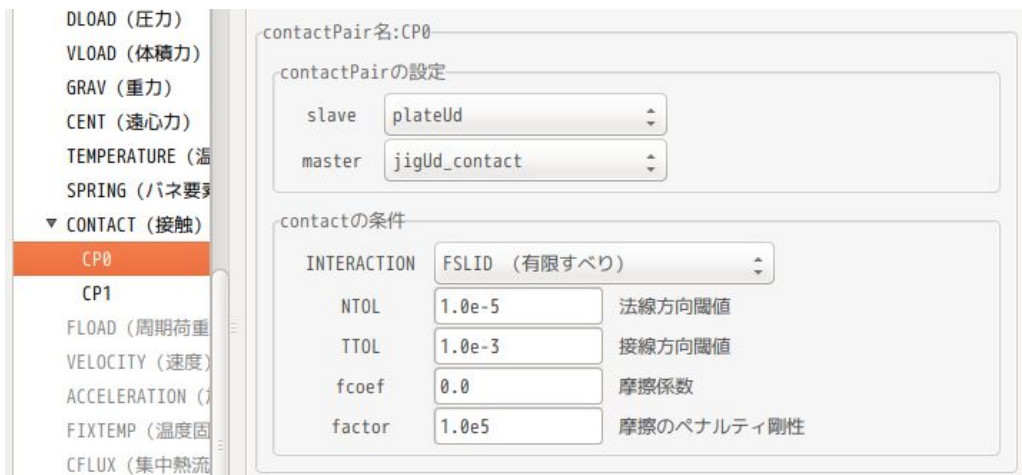 DLOAD (圧力)
VLOAD (体積力)
GRAV (重力)
CENT (遠心力)
TEMPERATURE (温
SPRING (バネ要素
▼ CONTACT (接触)
CP0
CP1
FLOAD (周期荷重
VELOCITY (速度)
ACCELERATION (加
FIXTEMP (温度固
CFLUX (集中熱流
contactPair名:CP0
contactPairの設定
slave plateUd
master jigUd_contact
contactの条件
INTERACTION FSLID (有限すべり)
NTOL 1.0e-5 法線方向閾値
TTOL 1.0e-3 接線方向閾値
fcoef 0.0 摩擦係数
factor 1.0e5 摩擦のペナルティ剛性